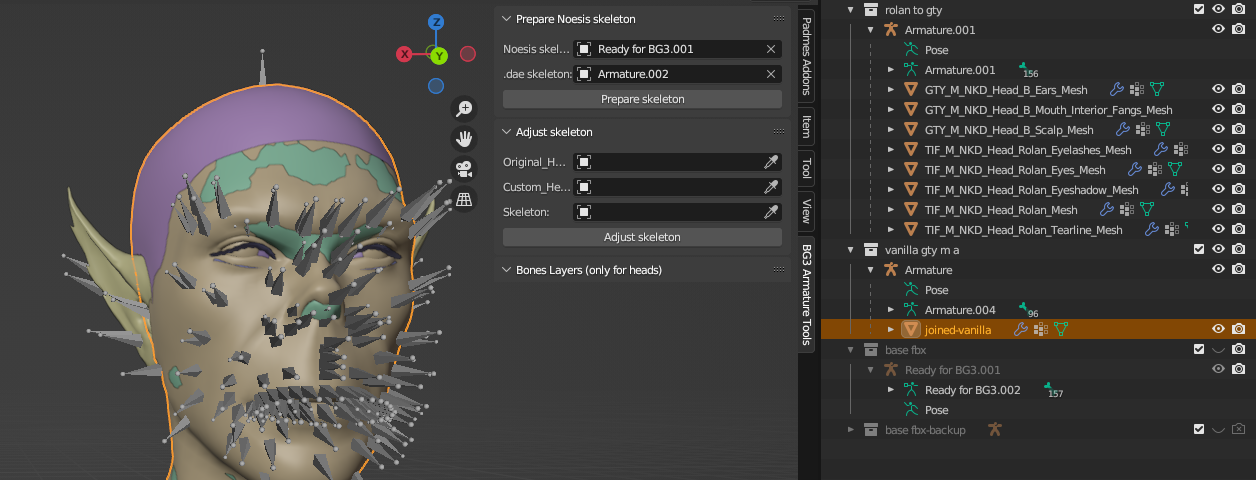 Z
X
Y
Prepare Noesis skeleton
Noesis skel... Ready for BG3.001
.dae skeleton: Armature.002
Prepare skeleton
Adjust skeleton
Original_H...
Custom_He...
Skeleton:
Adjust skeleton
Bones Layers (only for heads)
Padmes Addons
Item
Tool
View
BG3 Armature Tools
rolan to gty
Armature.001
Pose
Armature.001 156
GTY_M_NKD_Head_B_Ears_Mesh
GTY_M_NKD_Head_B_Mouth_Interior_Fangs_Mesh
GTY_M_NKD_Head_B_Scalp_Mesh
TIF_M_NKD_Head_Rolan_Eyelashes_Mesh
TIF_M_NKD_Head_Rolan_Eyes_Mesh
TIF_M_NKD_Head_Rolan_Eyeshadow_Mesh
TIF_M_NKD_Head_Rolan_Mesh
TIF_M_NKD_Head_Rolan_Tearline_Mesh
vanilla gty m a
Armature
Pose
Armature.004 96
joined-vanilla
base fbx
Ready for BG3.001
Ready for BG3.002 157
Pose
base fbx-backup